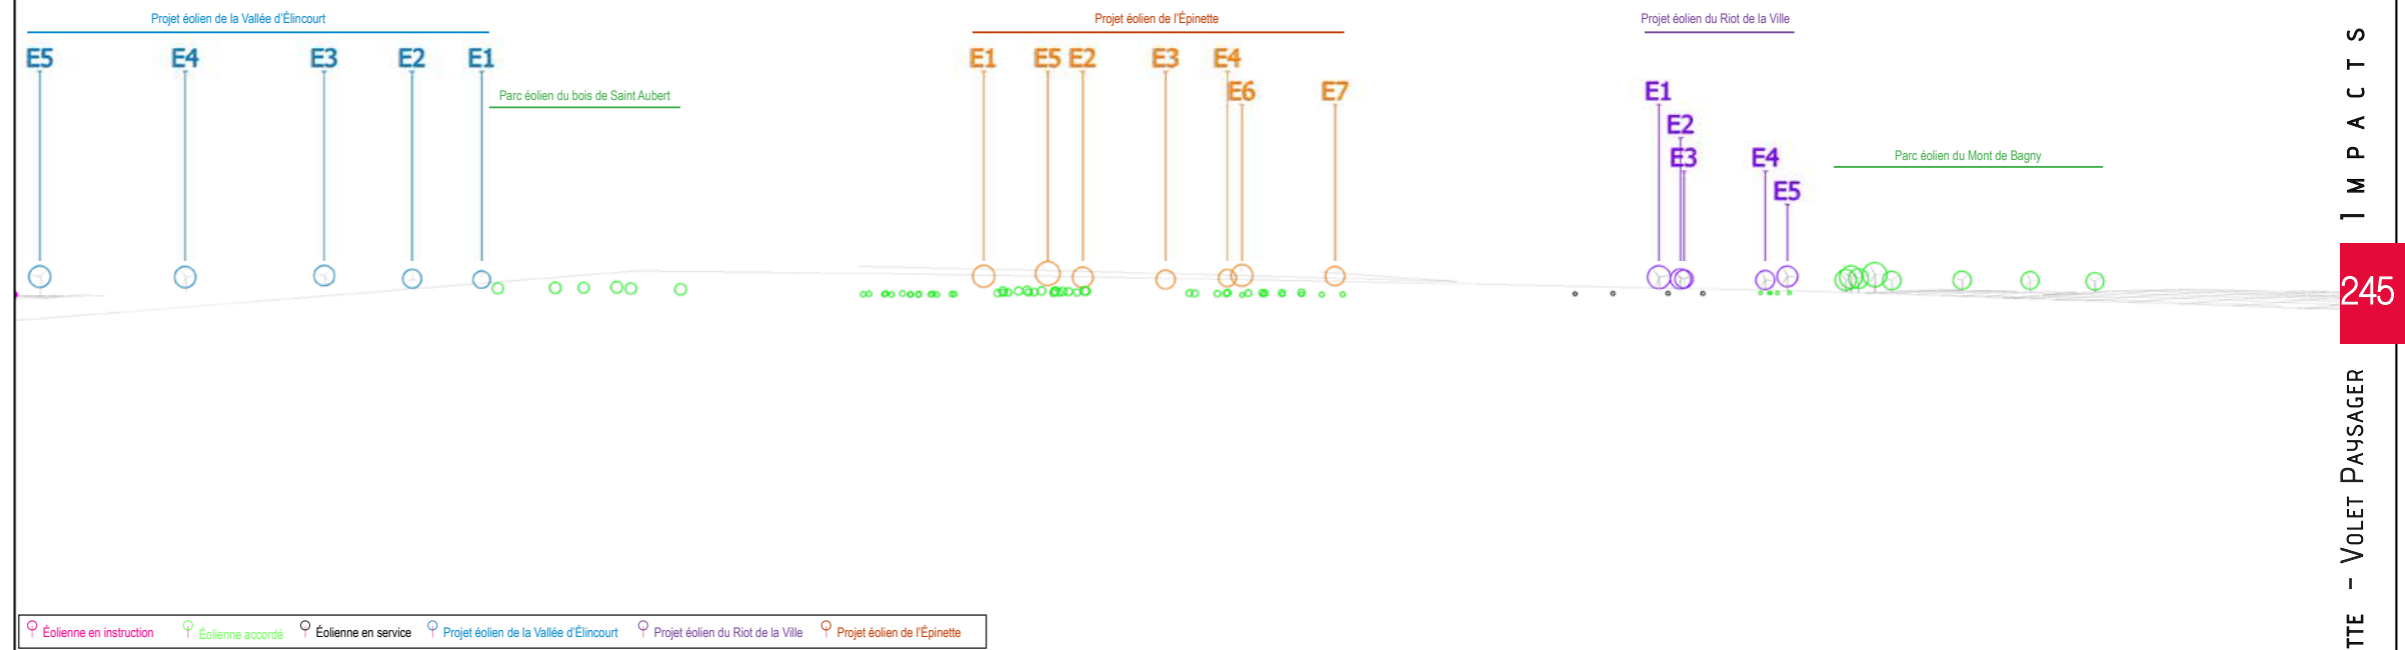 Projet éolien de la Vallée d'Élincourt
Projet éolien de l'Épinette
Projet éolien du Riot de la Ville
E5 E4 E3 E2 E1
E1 E5 E2 E3 E4
E6 E7
E1
E2
E3 E4
E5
Parc éolien du bois de Saint Aubert
Parc éolien du Mont de Bagny
Éolienne en instruction Éolienne accordé Éolienne en service Projet éolien de la Vallée d'Élincourt Projet éolien du Riot de la Ville Projet éolien de l'Épinette
IMPACTS
245
TTE - VOLET PAYSAGER